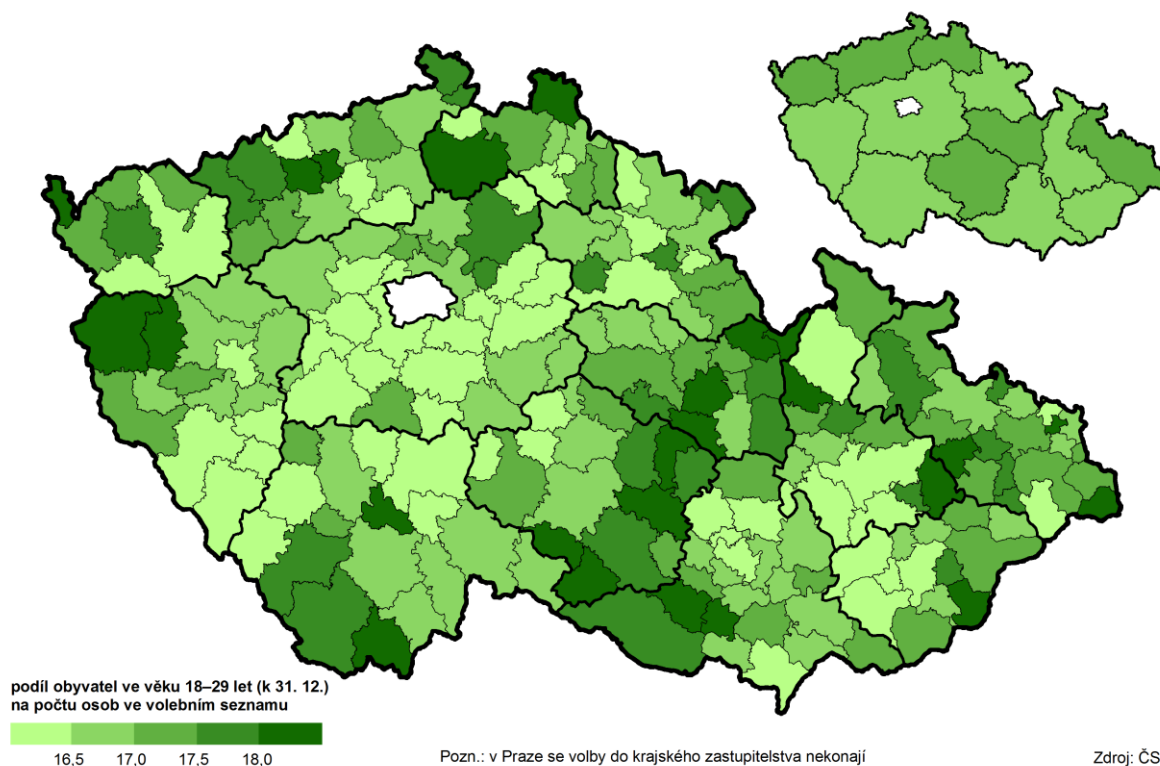 podíl obyvatel ve věku 18–29 let (k 31. 12.)
na počtu osob ve volebním seznamu
16,5 17,0 17,5 18,0
Pozn.: v Praze se volby do krajského zastupitelstva nekonají
Zdroj: ČS